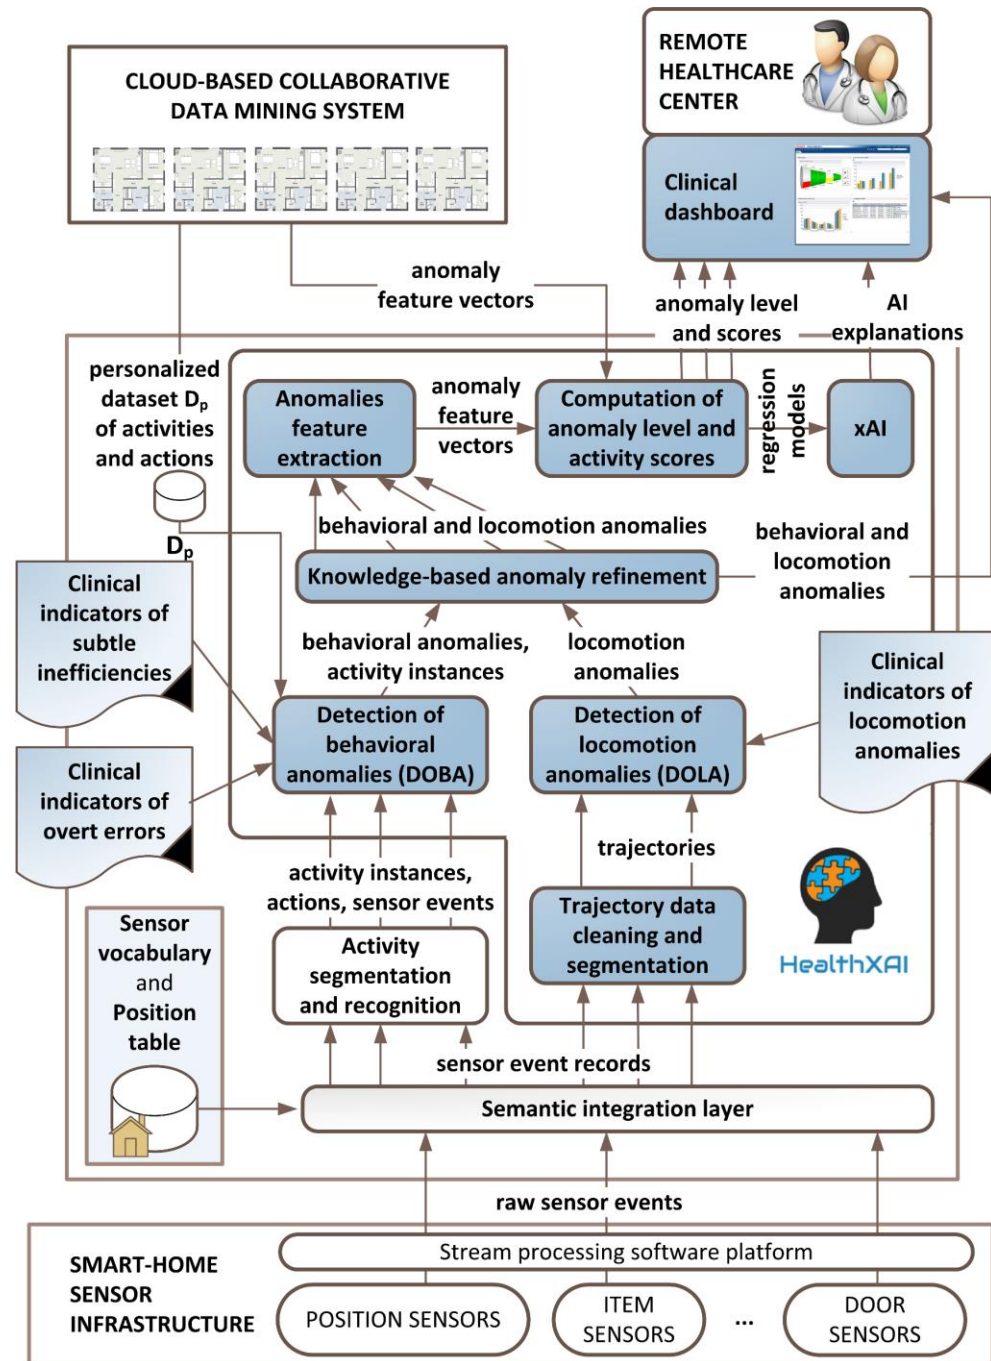 CLOUD-BASED COLLABORATIVE
DATA MINING SYSTEM
REMOTE
HEALTHCARE
CENTER
Clinical
dashboard
anomaly
feature vectors
anomaly level
and scores
AI
explanations
personalized
dataset Dp
of activities
and actions
Dp
Anomalies
feature
extraction
anomaly
feature
vectors
Computation of
anomaly level and
activity scores
regression
models
xAI
behavioral and locomotion anomalies
Knowledge-based anomaly refinement
behavioral and
locomotion
anomalies
Clinical
indicators of
subtle
inefficiencies
behavioral anomalies,
activity instances
locomotion
anomalies
Clinical
indicators of
locomotion
anomalies
Detection of
behavioral
anomalies (DOBA)
Detection of
locomotion
anomalies (DOLA)
Clinical
indicators of
overt errors
activity instances,
actions, sensor events
trajectories
Sensor
vocabulary
and
Position
table
Activity
segmentation
and recognition
Trajectory data
cleaning and
segmentation
HealthXAI
sensor event records
Semantic integration layer
raw sensor events
SMART-HOME
SENSOR
INFRASTRUCTURE
Stream processing software platform
POSITION SENSORS
ITEM
SENSORS
...
DOOR
SENSORS